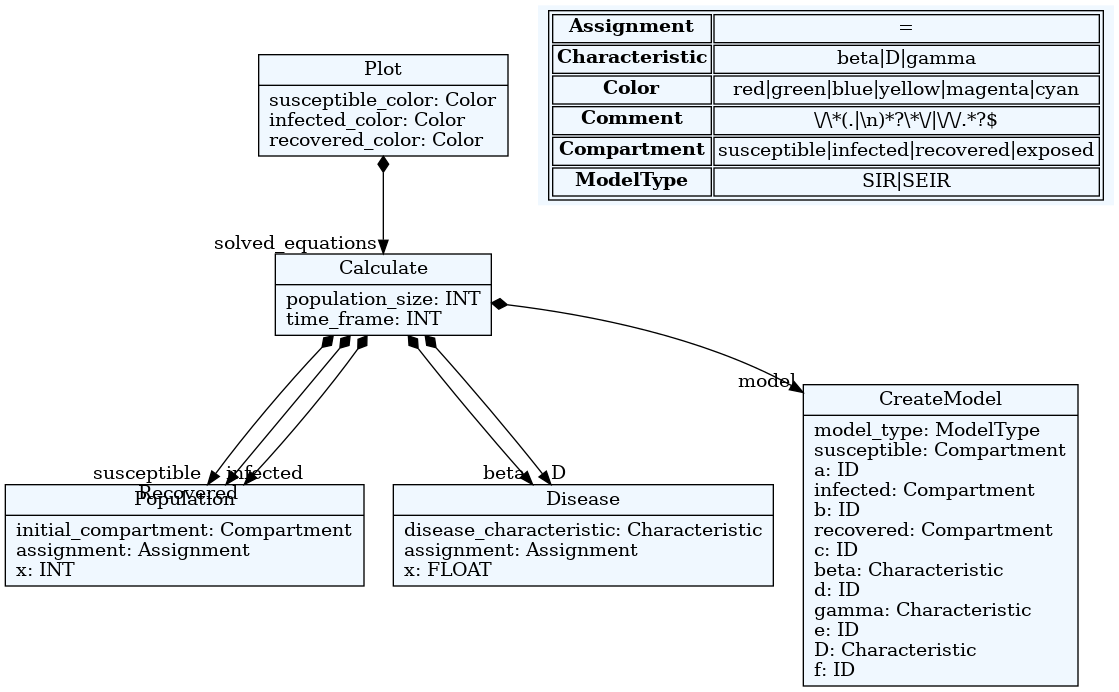 Assignment =
Characteristic beta|D|gamma
Color red|green|blue|yellow|magenta|cyan
Comment \/\*(.|\n)*?\*\/|\/\/.*?$
Compartment susceptible|infected|recovered|exposed
ModelType SIR|SEIR
Plot
susceptible_color: Color
infected_color: Color
recovered_color: Color
solved_equations
Calculate
population_size: INT
time_frame: INT
susceptible
infected
Recovered
beta
D
model
Population
initial_compartment: Compartment
assignment: Assignment
x: INT
Disease
disease_characteristic: Characteristic
assignment: Assignment
x: FLOAT
CreateModel
model_type: ModelType
susceptible: Compartment
a: ID
infected: Compartment
b: ID
recovered: Compartment
c: ID
beta: Characteristic
d: ID
gamma: Characteristic
e: ID
D: Characteristic
f: ID